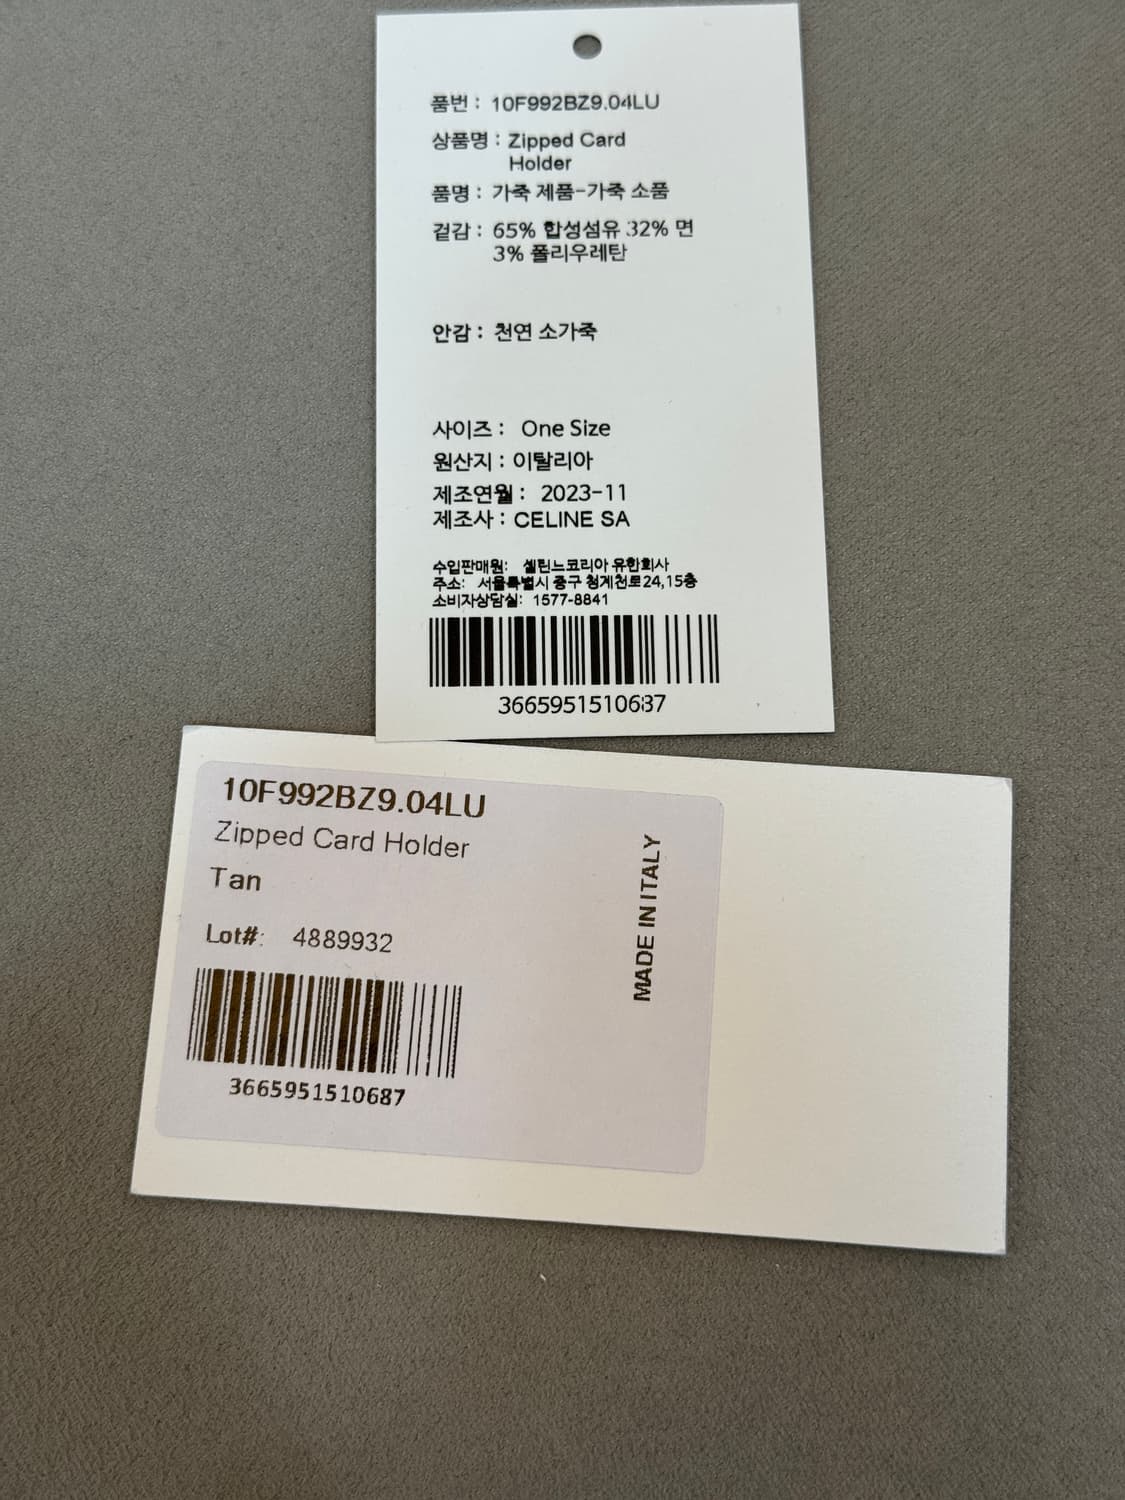 품번 : 10F992BZ9.04LU
상품명 : Zipped Card
Holder
품명 : 가죽 제품-가죽 소품
겉감 : 65% 합성섬유 32% 면
3% 폴리우레탄
안감 : 천연 소가죽
사이즈 : One Size
원산지 : 이탈리아
제조연월 : 2023-11
제조사 : CELINE SA
수입판매원: 셀린느코리아 유한회사
주소: 서울특별시 중구 청계천로24,15층
소비자상담실: 1577-8841
3665951510687
10F992BZ9.04LU
Zipped Card Holder
Tan
Lot#: 4889932
3665951510687
MADE IN ITALY